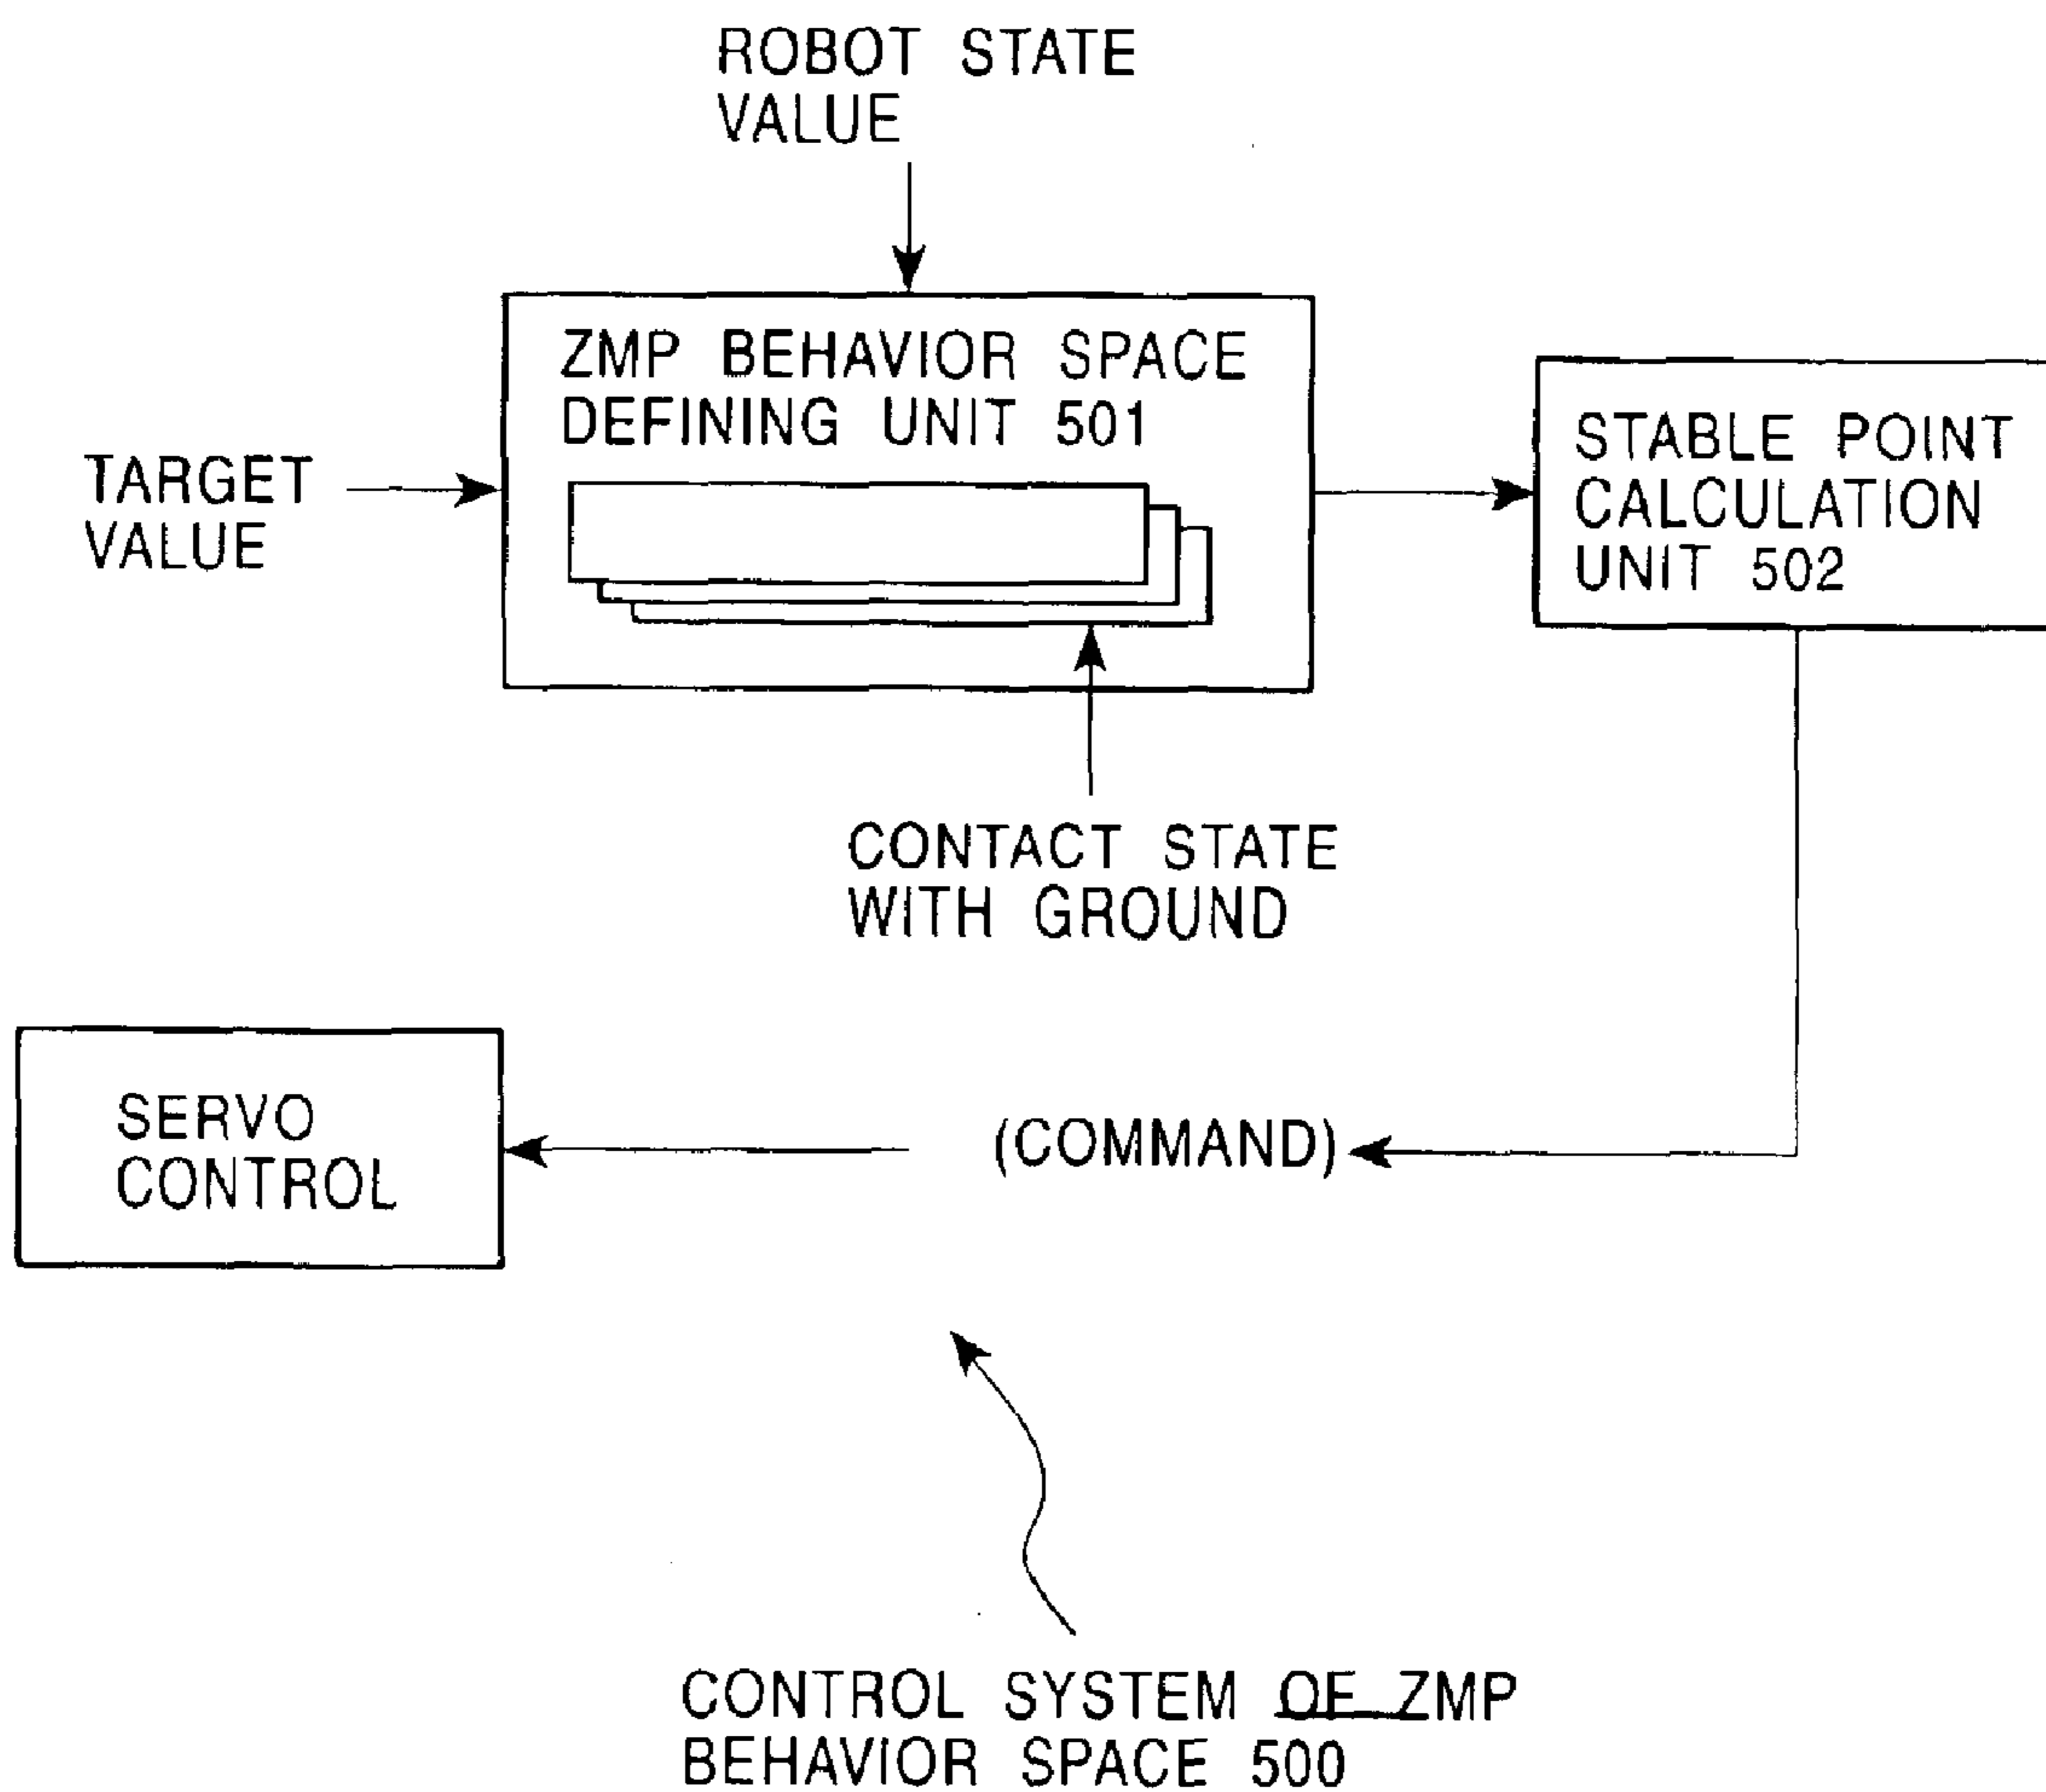 ROBOT STATE
VALUE
ZMP BEHAVIOR SPACE
DEFINING UNIT 501
TARGET
VALUE
STABLE POINT
CALCULATION
UNIT 502
CONTACT STATE
WITH GROUND
SERVO
CONTROL
(COMMAND)
CONTROL SYSTEM OF ZMP
BEHAVIOR SPACE 500